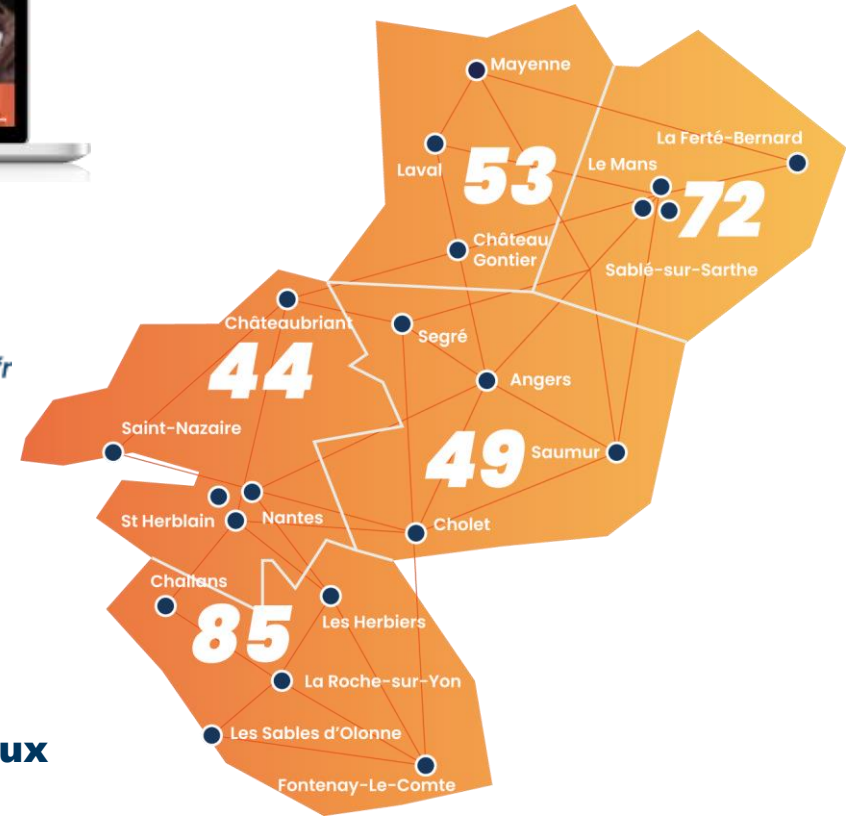 Mayenne
La Ferté-Bernard
Le Mans
Laval
53
72
Château
Gontier
Sablé-sur-Sarthe
Châteaubriant
Segré
fr
44
Angers
Saint-Nazaire
49
Saumur
St Herblain
Nantes
Cholet
Challans
85
Les Herbiers
La Roche-sur-Yon
Les Sables d'Olonne
ux
Fontenay-Le-Comte